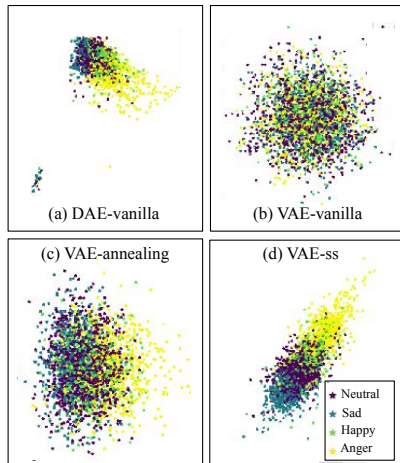 (a) DAE-vanilla
(b) VAE-vanilla
(c) VAE-annealing
(d) VAE-ss
Neutral
Sad
Happy
Anger